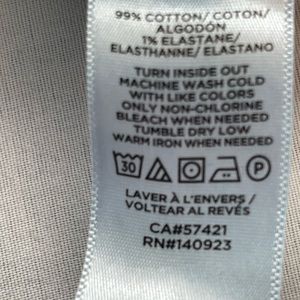 99% COTTON/ COTON/
ALGODÓN
1% ELASTANE/
ELASTHANNE/ ELASTANO
TURN INSIDE OUT
MACHINE WASH COLD
WITH LIKE COLORS
ONLY NON-CHLORINE
BLEACH WHEN NEEDED
TUMBLE DRY LOW
WARM IRON WHEN NEEDED
30 P
LAVER À L'ENVERS/
VOLTEAR AL REVÉS
CA#57421
RN#140923